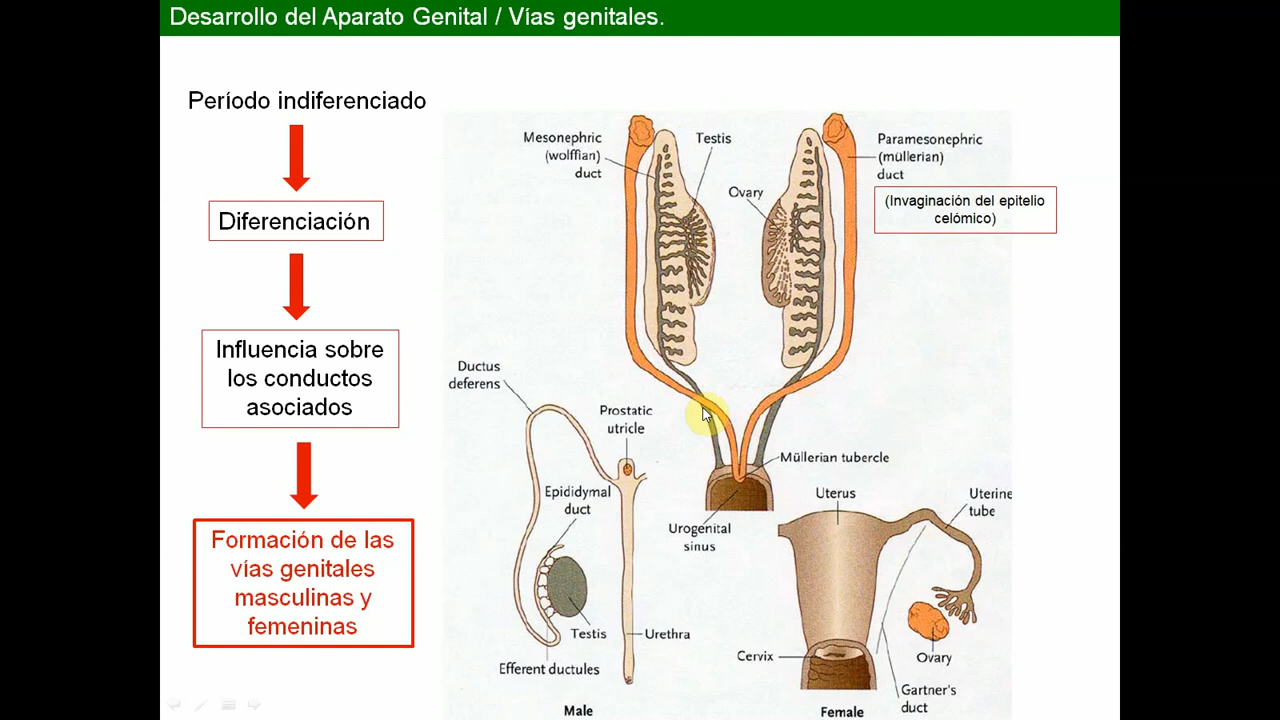 Desarrollo del Aparato Genital / Vías genitales.
Período indiferenciado
Diferenciación
Influencia sobre
los conductos
asociados
Formación de las
vías genitales
masculinas y
femeninas
Mesonephric
(wolffian)
duct
Testis
Ovary
Paramesonephric
(müllerian)
duct
(Invaginación del epitelio
celómico)
Müllerian tubercle
Urogenital
sinus
Ductus
deferens
Prostatic
utricle
Epididymal
duct
Testis
Urethra
Efferent ductules
Male
Uterus
Uterine
tube
Cervix
Ovary
Gartner's
duct
Female